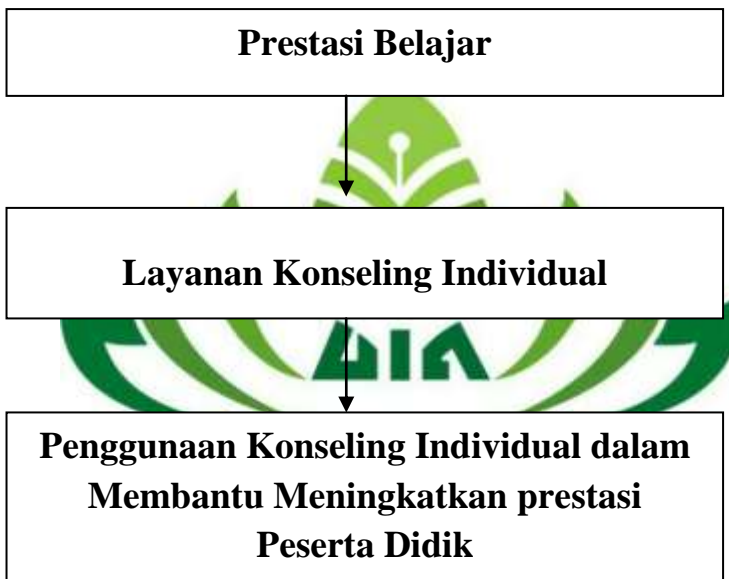 Prestasi Belajar
Layanan Konseling Individual
Penggunaan Konseling Individual dalam
Membantu Meningkatkan prestasi
Peserta Didik